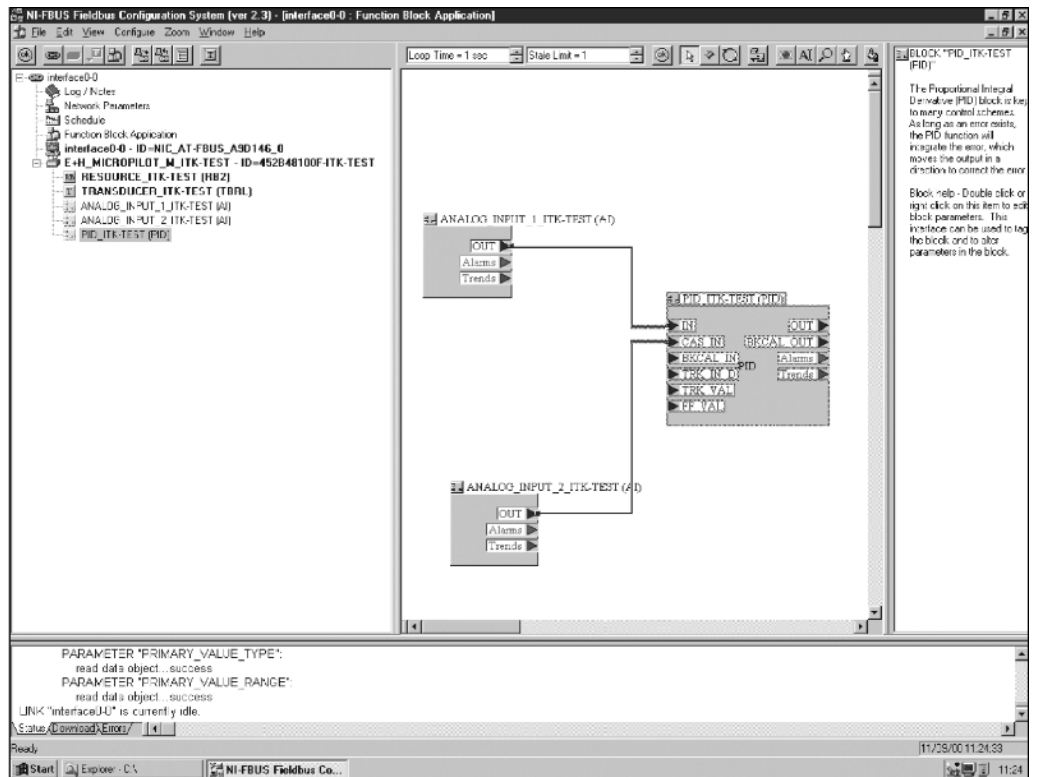 NI-FBUS Fieldbus Configuration System (ver 2.3) - [interface0-0 : Function Block Application]
File Edit View Configure Zoom Window Help
Loop Time = 1 sec
Stale Limit = 1
interface0-0
Log / Notes
Network Parameters
Schedule
Function Block Application
interface0-0 - ID=NIC_AT-FBUS_A9D146_0
E+H_MICROPILOT_M_ITK-TEST - ID=452B48100F-ITK-TEST
RESOURCE_ITK-TEST (RB2)
TRANSDUCER_ITK-TEST (TBRL)
ANALOG_INPUT_1_ITK-TEST (AI)
ANALOG_INPUT_2_ITK-TEST (AI)
PID_ITK-TEST (PID)
ANALOG_INPUT_1_ITK-TEST (AI)
OUT
Alarms
Trends
PID_ITK-TEST (PID)
IN
OUT
CAS_IN
BKCAL_OUT
BKCAL_IN
Alarms
PID
TRK_IN_D
Trends
TRK_VAL
FF_VAL
ANALOG_INPUT_2_ITK-TEST (AI)
OUT
Alarms
Trends
BLOCK "PID_ITK-TEST
(PID)"
The Proportional Integral
Derivative (PID) block is key
to many control schemes.
As long as an error exists,
the PID function will
integrate the error, which
moves the output in a
direction to correct the error
Block help - Double click or
right click on this item to edit
block parameters. This
interface can be used to tag
the block and to alter
parameters in the block.
PARAMETER "PRIMARY_VALUE_TYPE":
read data object...success
PARAMETER "PRIMARY_VALUE_RANGE":
read data object...success
LINK "interface0-0" is currently idle.
Status Download Errors
Ready
11/09/00 11:24:33
Start
Explorer - C:\
NI-FBUS Fieldbus Co...
11:24